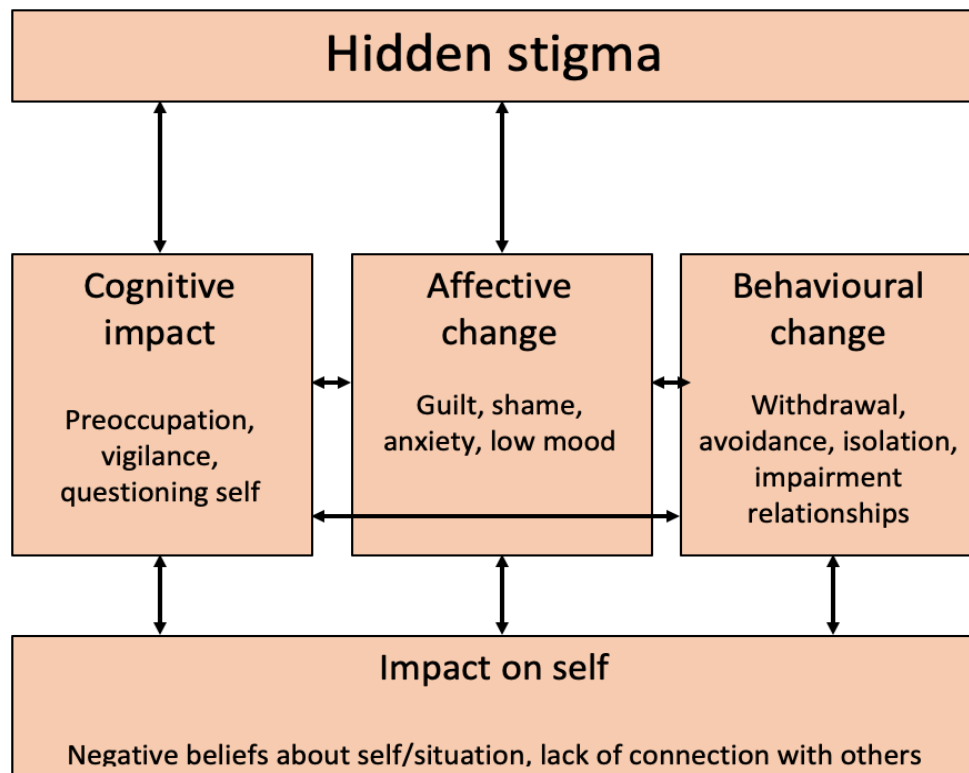 Hidden stigma
Cognitive
impact
Preoccupation,
vigilance,
questioning self
Affective
change
Guilt, shame,
anxiety, low mood
Behavioural
change
Withdrawal,
avoidance, isolation,
impairment
relationships
Impact on self
Negative beliefs about self/situation, lack of connection with others